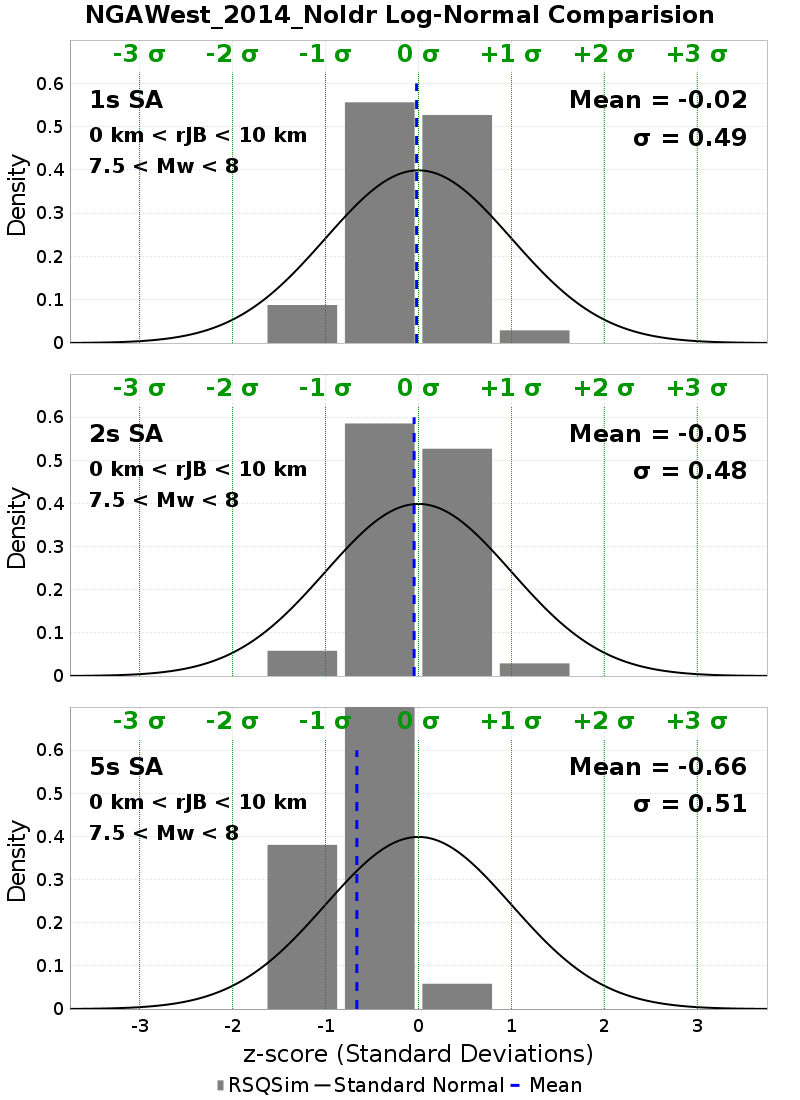 NGAWest_2014_NoIdr Log-Normal Comparision
-3 σ -2 σ -1 σ 0 σ +1 σ +2 σ +3 σ
1s SA
0 km < rJB < 10 km
7.5 < Mw < 8
Mean = -0.02
σ = 0.49
Density
0.6
0.5
0.4
0.3
0.2
0.1
0
-3 σ -2 σ -1 σ 0 σ +1 σ +2 σ +3 σ
2s SA
0 km < rJB < 10 km
7.5 < Mw < 8
Mean = -0.05
σ = 0.48
Density
0.6
0.5
0.4
0.3
0.2
0.1
0
-3 σ -2 σ -1 σ 0 σ +1 σ +2 σ +3 σ
5s SA
0 km < rJB < 10 km
7.5 < Mw < 8
Mean = -0.66
σ = 0.51
Density
0.6
0.5
0.4
0.3
0.2
0.1
0
-3 -2 -1 0 1 2 3
z-score (Standard Deviations)
RSQSim Standard Normal Mean